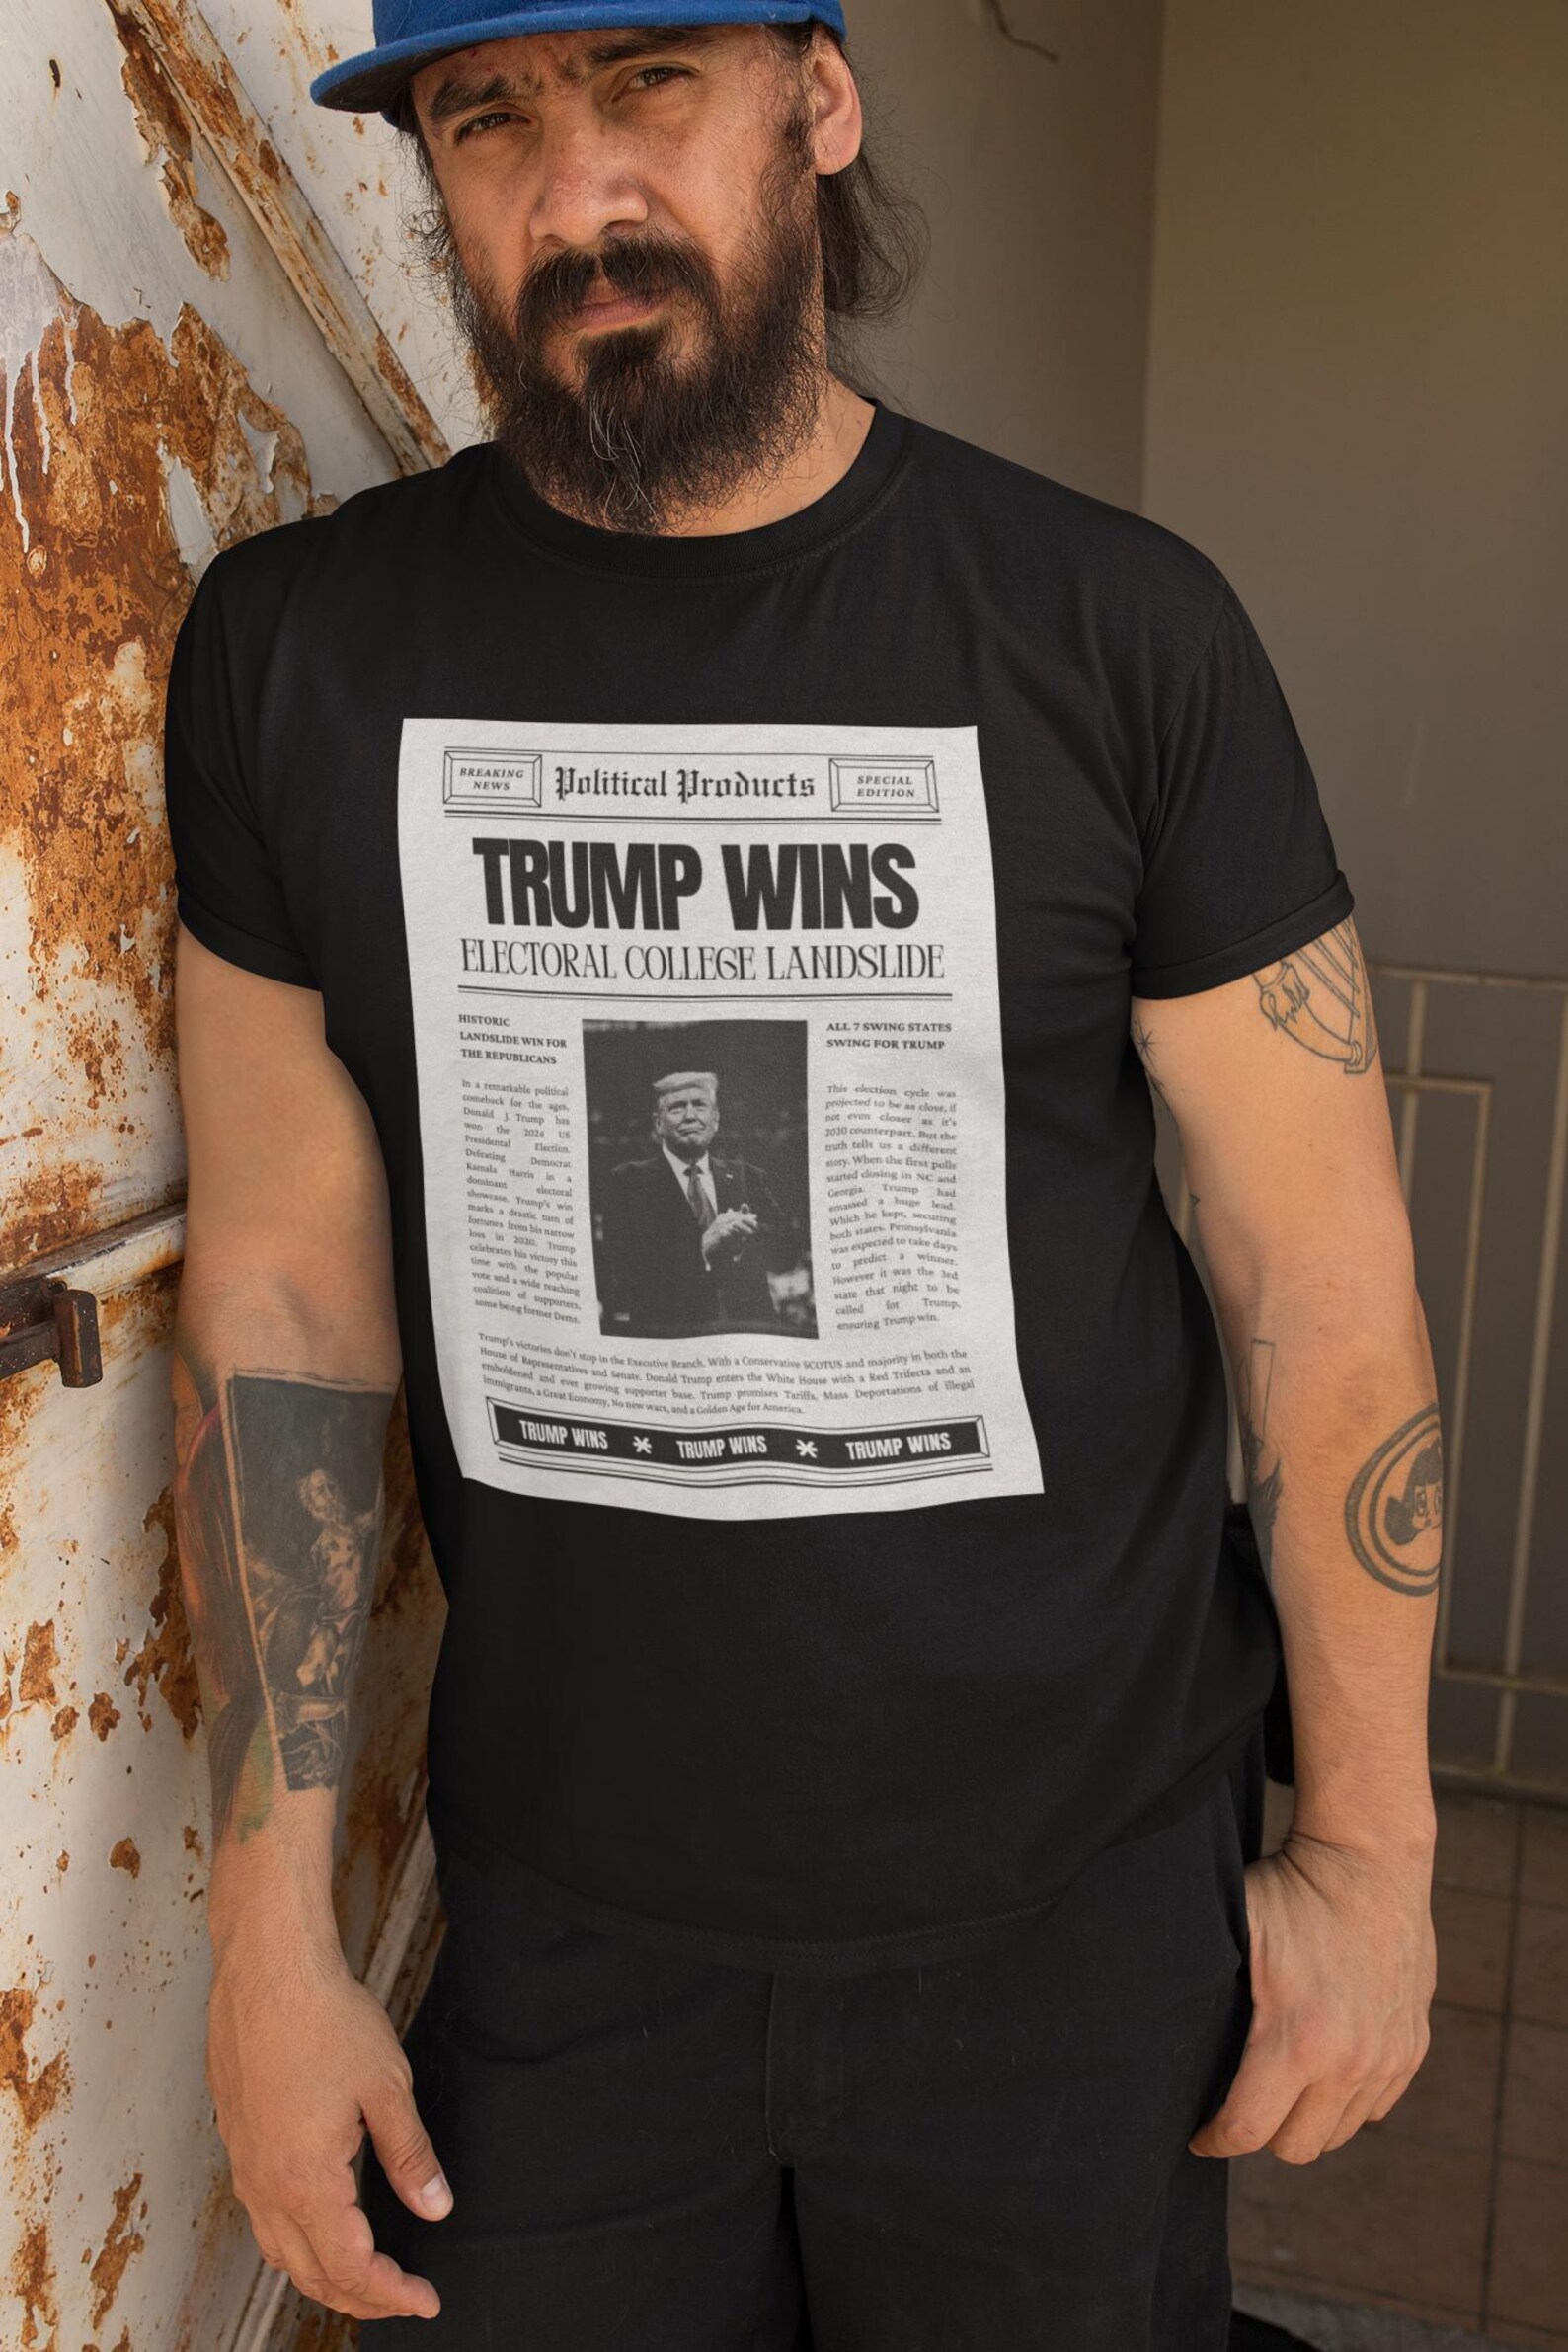 BREAKING
NEWS
Political Products
SPECIAL
EDITION
TRUMP WINS
ELECTORAL COLLEGE LANDSLIDE
HISTORIC
LANDSLIDE WIN FOR
THE REPUBLICANS
In a remarkable political
comeback for the ages,
Donald J. Trump has
won the 2024 US
Presidental Election.
Defeating Democrat
Kamala Harris in a
dominant electoral
showcase. Trump's win
marks a drastic turn of
fortunes from his narrow
loss in 2020. Trump
celebrates his victory this
time with the popular
vote and a wide reaching
coalition of supporters,
some being former Dems.
ALL 7 SWING STATES
SWING FOR TRUMP
This election cycle was
projected to be as close, if
not even closer as it's
2020 counterpart. But the
truth tells us a different
story. When the first polls
started closing in NC and
Georgia. Trump had
emassed a huge lead.
Which he kept, securing
both states. Pennsylvania
was expected to take days
to predict a winner.
However it was the 3rd
state that night to be
called for Trump,
ensuring Trump win.
Trump's victories don't stop in the Executive Branch. With a Conservative SCOTUS and majority in both the
House of Representatives and Senate. Donald Trump enters the White House with a Red Trifecta and an
emboldened and ever growing supporter base. Trump promises Tariffs, Mass Deportations of illegal
immigrants, a Great Economy, No new wars, and a Golden Age for America.
TRUMP WINS TRUMP WINS TRUMP WINS